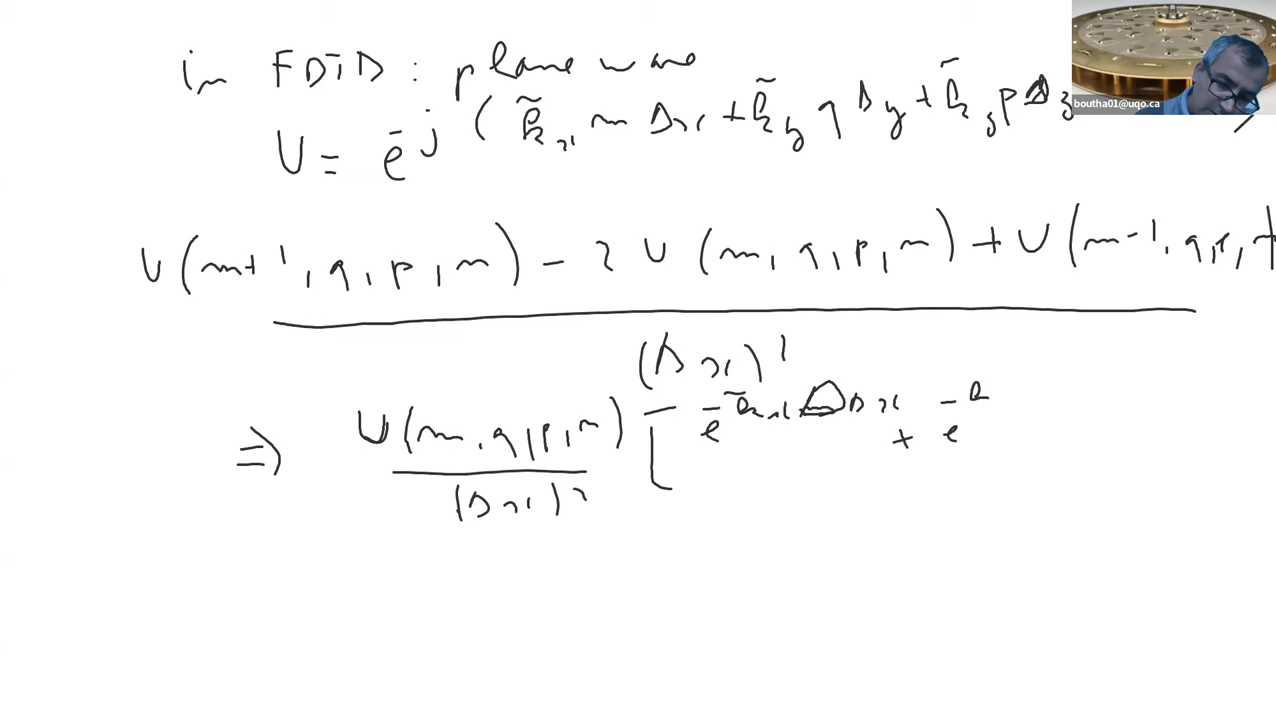 in FDTD : plane wave
boutha01@uqo.ca
U = e^-j ( k̃x m Δx + k̃y q Δy + k̃z p Δz
U(m+1, q, p, n) - 2 U (m, q, p, n) + U (m-1, q, p,
(Δx)²
⇒ U(m, q, p, n) [ e^-k̃x Δx + e^-k
(Δx)²